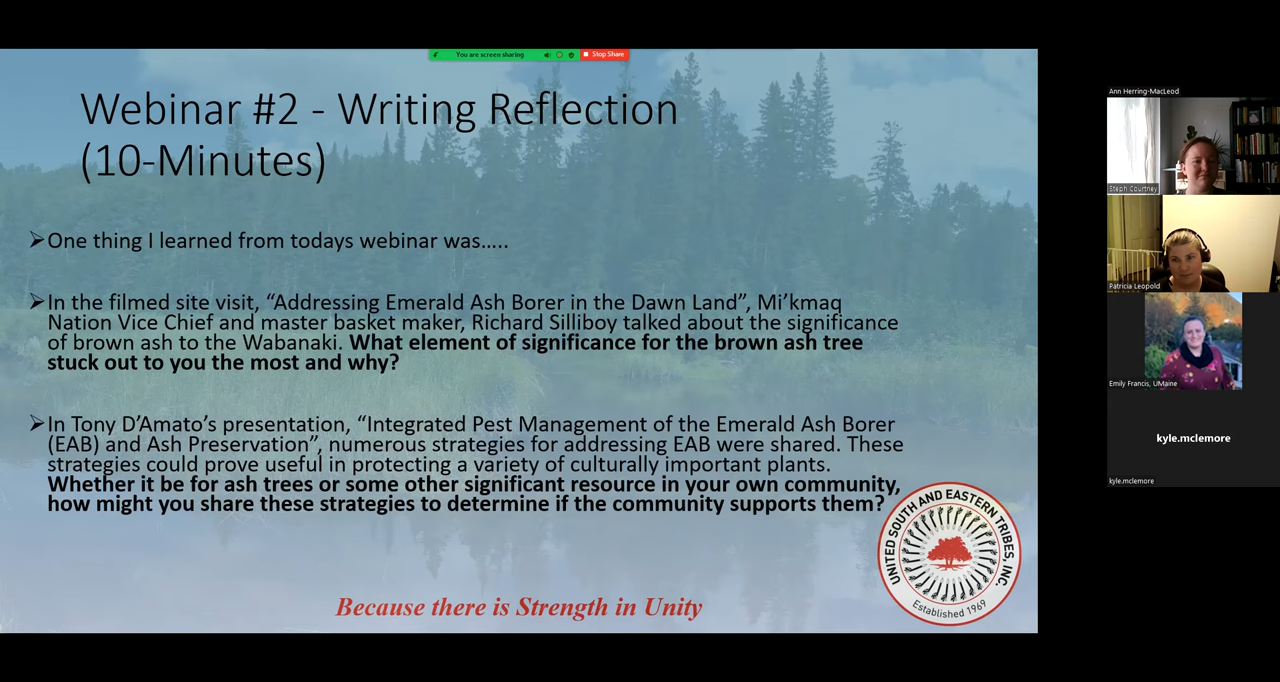 You are screen sharing
Stop Share
Webinar #2 - Writing Reflection
(10-Minutes)
➢One thing I learned from todays webinar was…..
➢In the filmed site visit, “Addressing Emerald Ash Borer in the Dawn Land”, Mi’kmaq
Nation Vice Chief and master basket maker, Richard Silliboy talked about the significance
of brown ash to the Wabanaki. What element of significance for the brown ash tree
stuck out to you the most and why?
➢In Tony D’Amato’s presentation, “Integrated Pest Management of the Emerald Ash Borer
(EAB) and Ash Preservation”, numerous strategies for addressing EAB were shared. These
strategies could prove useful in protecting a variety of culturally important plants.
Whether it be for ash trees or some other significant resource in your own community,
how might you share these strategies to determine if the community supports them?
UNITED SOUTH AND EASTERN TRIBES, INC.
Established 1969
Because there is Strength in Unity
Ann Herring-MacLeod
Steph Courtney
Patricia Leopold
Emily Francis, UMaine
kyle.mclemore
kyle.mclemore